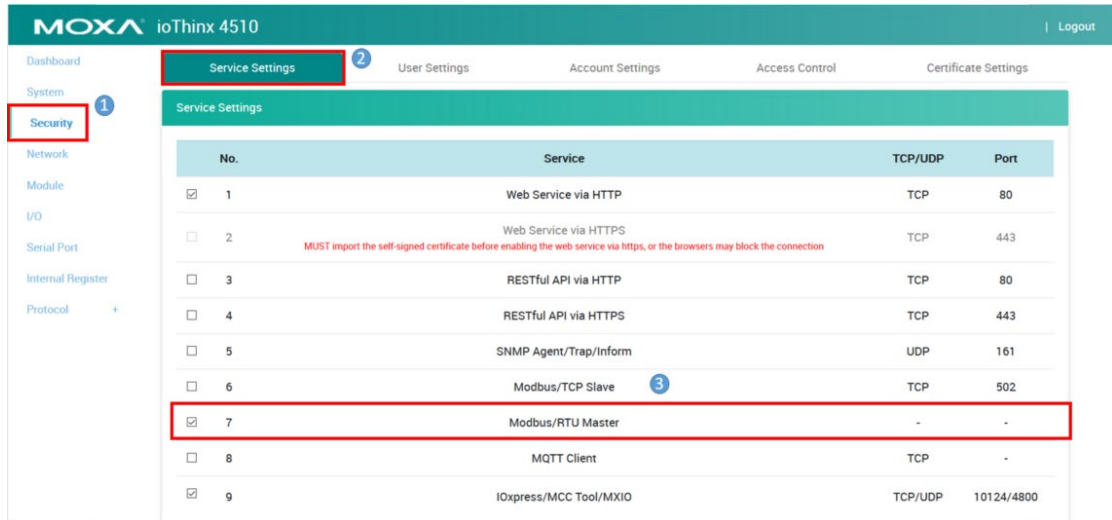 MOXA ioThinx 4510 | Logout
Dashboard
System
1
Security
Network
Module
I/O
Serial Port
Internal Register
Protocol +
Service Settings 2 User Settings Account Settings Access Control Certificate Settings
Service Settings
No. Service TCP/UDP Port
1 Web Service via HTTP TCP 80
2 Web Service via HTTPS TCP 443
MUST import the self-signed certificate before enabling the web service via https, or the browsers may block the connection
3 RESTful API via HTTP TCP 80
4 RESTful API via HTTPS TCP 443
5 SNMP Agent/Trap/Inform UDP 161
6 Modbus/TCP Slave 3 TCP 502
7 Modbus/RTU Master - -
8 MQTT Client TCP -
9 IOxpress/MCC Tool/MXIO TCP/UDP 10124/4800